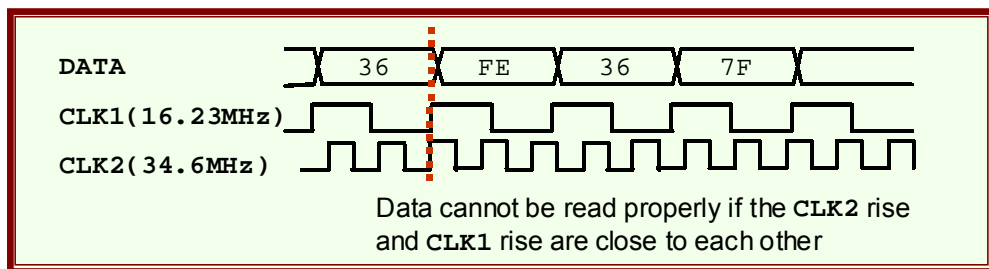 DATA 36 FE 36 7F
CLK1(16.23MHz)
CLK2(34.6MHz)
Data cannot be read properly if the CLK2 rise
and CLK1 rise are close to each other